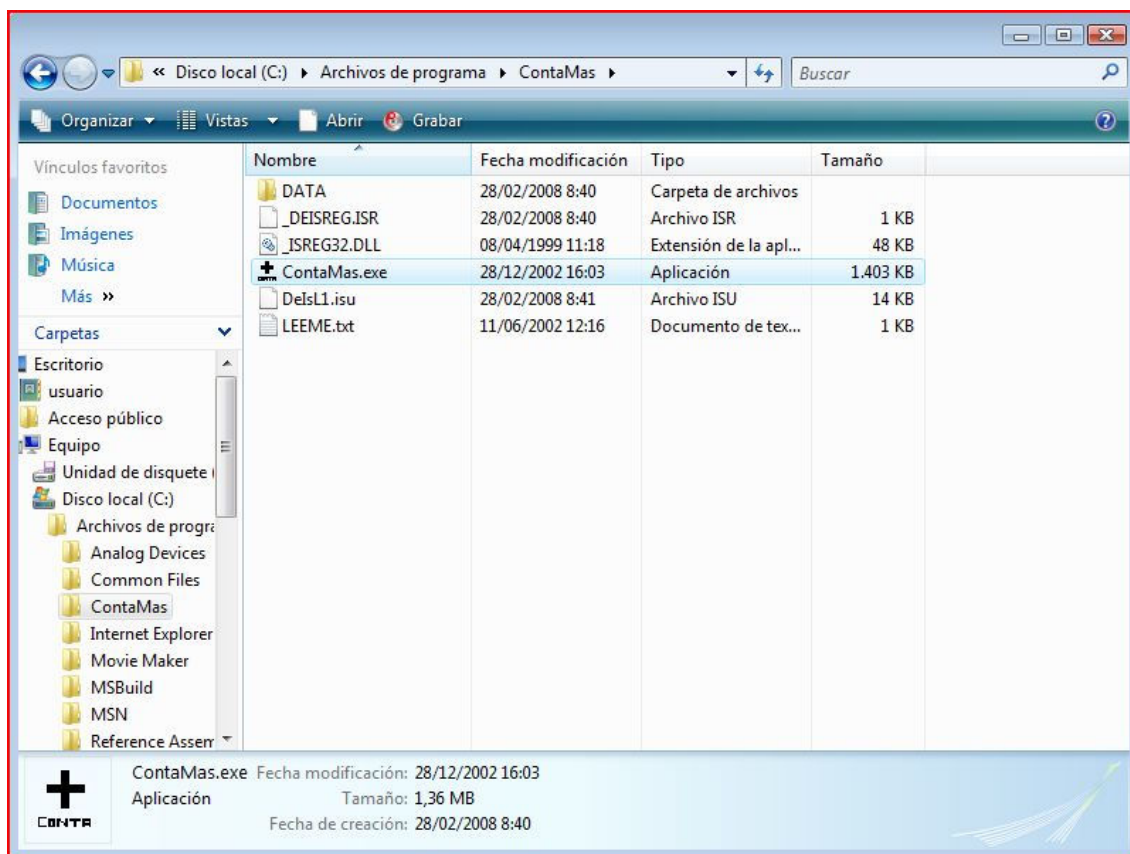 « Disco local (C:) Archivos de programa ContaMas Buscar
Organizar Vistas Abrir Grabar
Vínculos favoritos
Documentos
Imágenes
Música
Más »
Carpetas
Escritorio
usuario
Acceso público
Equipo
Unidad de disquete (
Disco local (C:)
Archivos de progra
Analog Devices
Common Files
ContaMas
Internet Explorer
Movie Maker
MSBuild
MSN
Reference Assem
Nombre Fecha modificación Tipo Tamaño
DATA 28/02/2008 8:40 Carpeta de archivos
_DEISREG.ISR 28/02/2008 8:40 Archivo ISR 1 KB
_ISREG32.DLL 08/04/1999 11:18 Extensión de la apl... 48 KB
ContaMas.exe 28/12/2002 16:03 Aplicación 1.403 KB
DeIsL1.isu 28/02/2008 8:41 Archivo ISU 14 KB
LEEME.txt 11/06/2002 12:16 Documento de tex... 1 KB
CONTA
ContaMas.exe Fecha modificación: 28/12/2002 16:03
Aplicación Tamaño: 1,36 MB
Fecha de creación: 28/02/2008 8:40